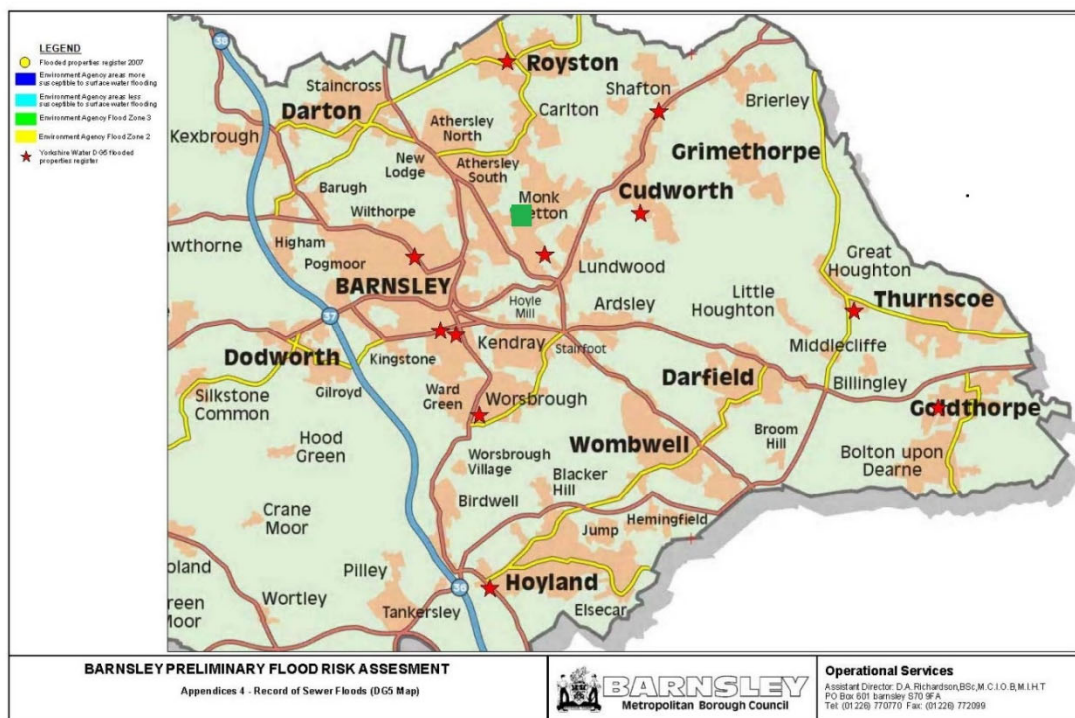 LEGEND
Flooded properties register 2007
Environment Agency areas more
susceptible to surface water flooding
Environment Agency areas less
susceptible to surface water flooding
Environment Agency Flood Zone 3
Environment Agency Flood Zone 2
Yorkshire Water DG5 flooded
properties register
38
Royston
Staincross
Shafton
Darton
Carlton
Brierley
Kexbrough
Athersley
North
Grimethorpe
New
Lodge
Athersley
South
Cudworth
Barugh
Monk
etton
Wilthorpe
awthorne
Higham
Pogmoor
Lundwood
Great
Houghton
BARNSLEY
Hoyle
Mill
Ardsley
Little
Houghton
Thurnscoe
37
Kendray
Stairfoot
Middlecliffe
Dodworth
Kingstone
Darfield
Billingley
Gilroyd
Ward
Green
Worsbrough
Silkstone
Common
Goldthorpe
Hood
Green
Wombwell
Broom
Hill
Bolton upon
Dearne
Worsbrough
Village
Blacker
Hill
Birdwell
Crane
Moor
Jump
Hemingfield
oland
Pilley
36
Hoyland
reen
Moor
Wortley
Tankersley
Elsecar
BARNSLEY PRELIMINARY FLOOD RISK ASSESMENT
Appendices 4 - Record of Sewer Floods (DG5 Map)
BARNSLEY
Metropolitan Borough Council
Operational Services
Assistant Director: D.A. Richardson,BSc,M.C.I.O.B,M.I.H.T
PO Box 601 barnsley S70 9FA
Tel: (01226) 770770 Fax: (01226) 772099